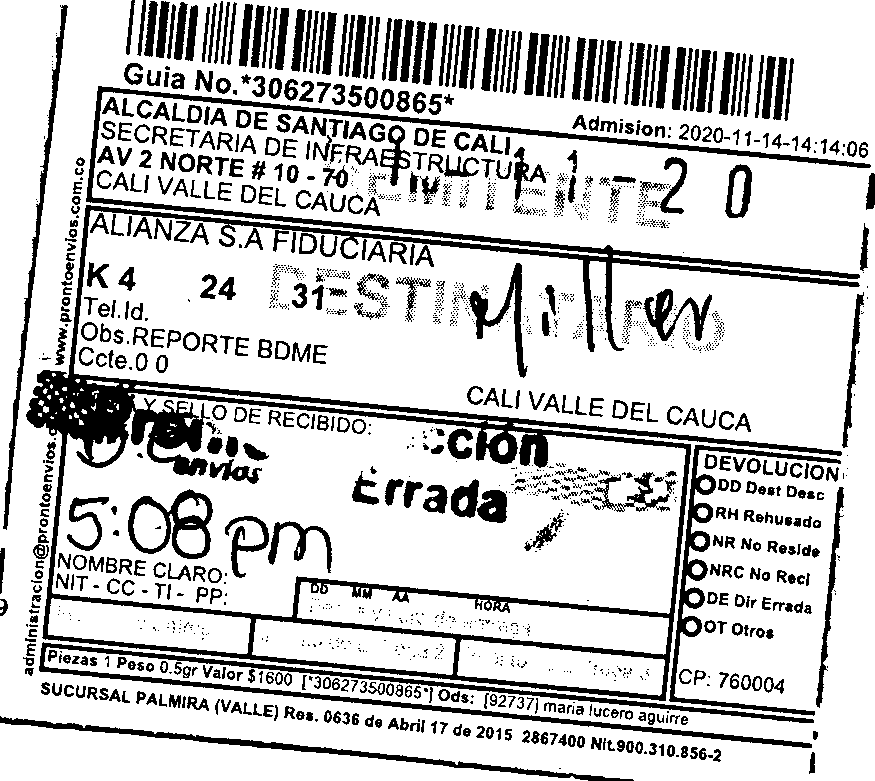 Guia No.*306273500865*
Admision: 2020-11-14-14:14:06
ALCALDIA DE SANTIAGO DE CALI
SECRETARIA DE INFRAESTRUCTURA
AV 2 NORTE # 10 - 70
CALI VALLE DEL CAUCA
REMITENTE
11 - 20
ALIANZA S.A FIDUCIARIA
K 4 24 31
DESTINATARIO
Miller
Tel.Id.
Obs.REPORTE BDME
Ccte.0 0
CALI VALLE DEL CAUCA
Y SELLO DE RECIBIDO:
envios
Errada
5:08 pm
NOMBRE CLARO:
NIT - CC - TI - PP:
DD MM AA HORA
DEVOLUCION
DD Dest Desc
RH Rehusado
NR No Reside
NRC No Reci
DE Dir Errada
OT Otros
CP: 760004
Piezas 1 Peso 0.5gr Valor $1600 [*306273500865*] Ods: [92737] maria lucero aguirre
SUCURSAL PALMIRA (VALLE) Res. 0636 de Abril 17 de 2015 2867400 Nit.900.310.856-2
www.prontoenvios.com.co
administracion@prontoenvios.c